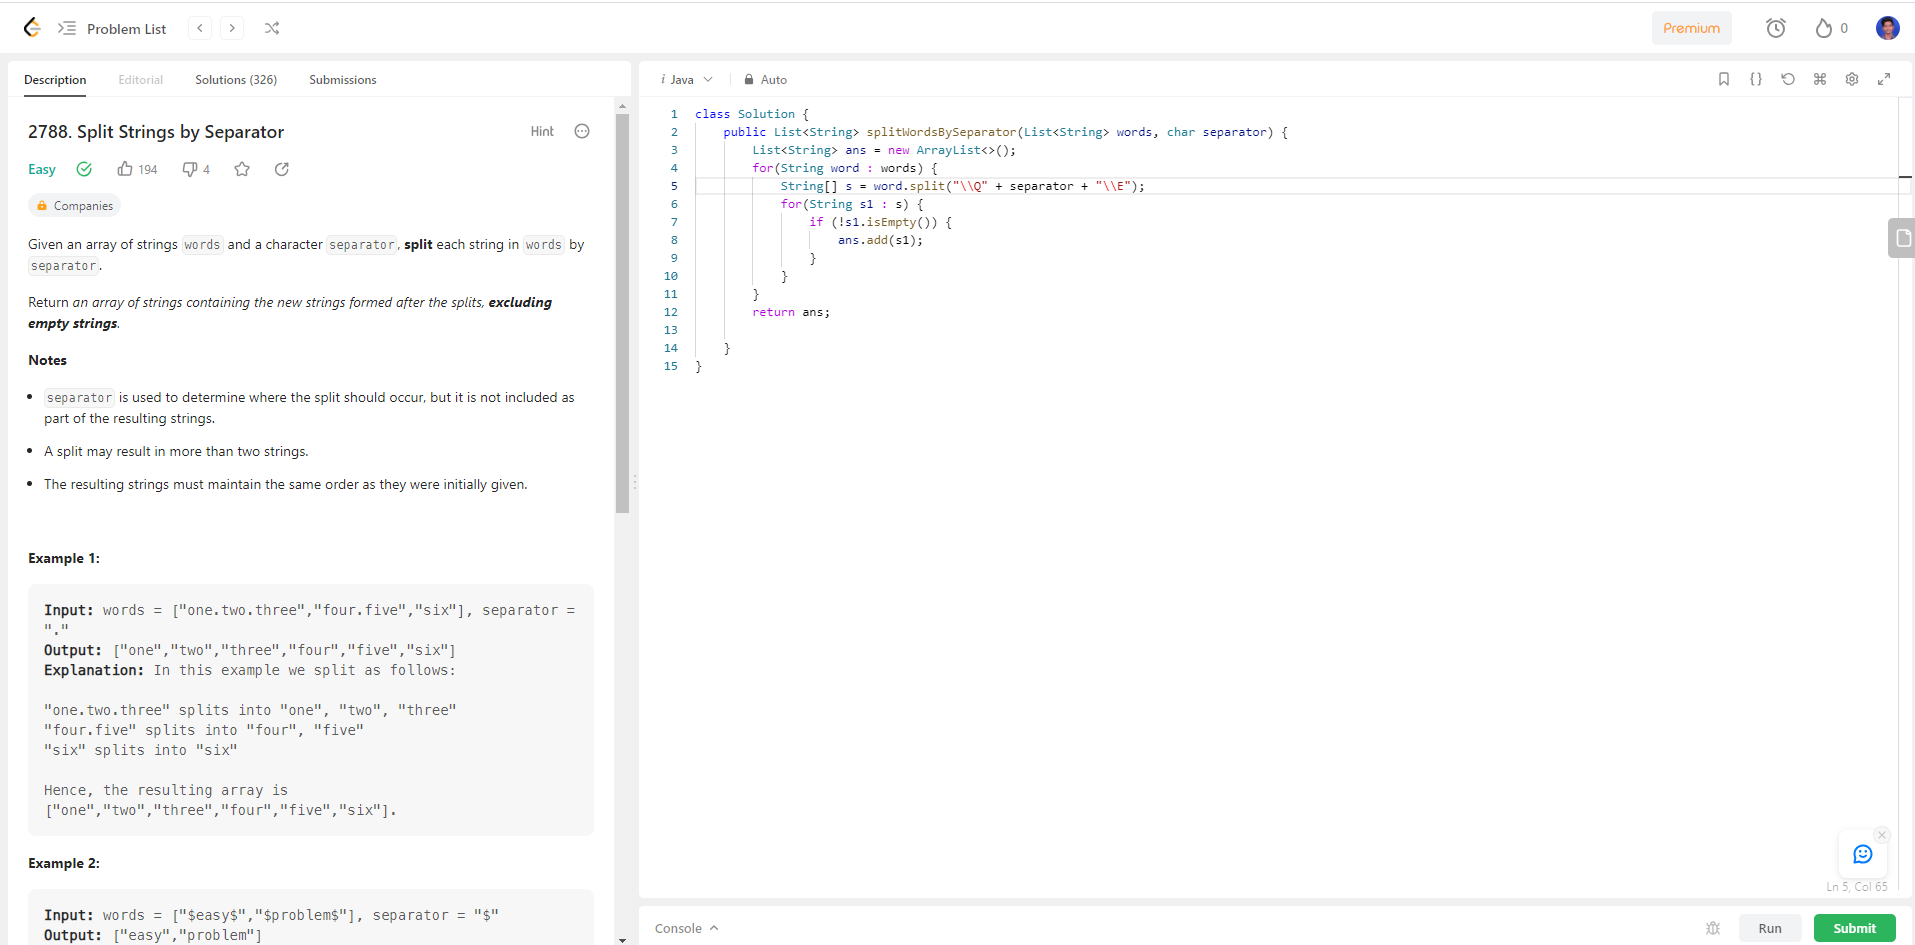 Problem List
Premium
0
Description Editorial Solutions (326) Submissions
2788. Split Strings by Separator
Hint
Easy 194 4
Companies
Given an array of strings words and a character separator, split each string in words by
separator.
Return an array of strings containing the new strings formed after the splits, excluding
empty strings.
Notes
• separator is used to determine where the split should occur, but it is not included as
part of the resulting strings.
• A split may result in more than two strings.
• The resulting strings must maintain the same order as they were initially given.
Example 1:
Input: words = ["one.two.three","four.five","six"], separator =
"."
Output: ["one","two","three","four","five","six"]
Explanation: In this example we split as follows:
"one.two.three" splits into "one", "two", "three"
"four.five" splits into "four", "five"
"six" splits into "six"
Hence, the resulting array is
["one","two","three","four","five","six"].
Example 2:
Input: words = ["$easy$","$problem$"], separator = "$"
Output: ["easy","problem"]
i Java Auto
1 class Solution {
2 public List<String> splitWordsBySeparator(List<String> words, char separator) {
3 List<String> ans = new ArrayList<>();
4 for(String word : words) {
5 String[] s = word.split("\\Q" + separator + "\\E");
6 for(String s1 : s) {
7 if (!s1.isEmpty()) {
8 ans.add(s1);
9 }
10 }
11 }
12 return ans;
13
14 }
15 }
Ln 5, Col 65
Console
Run
Submit